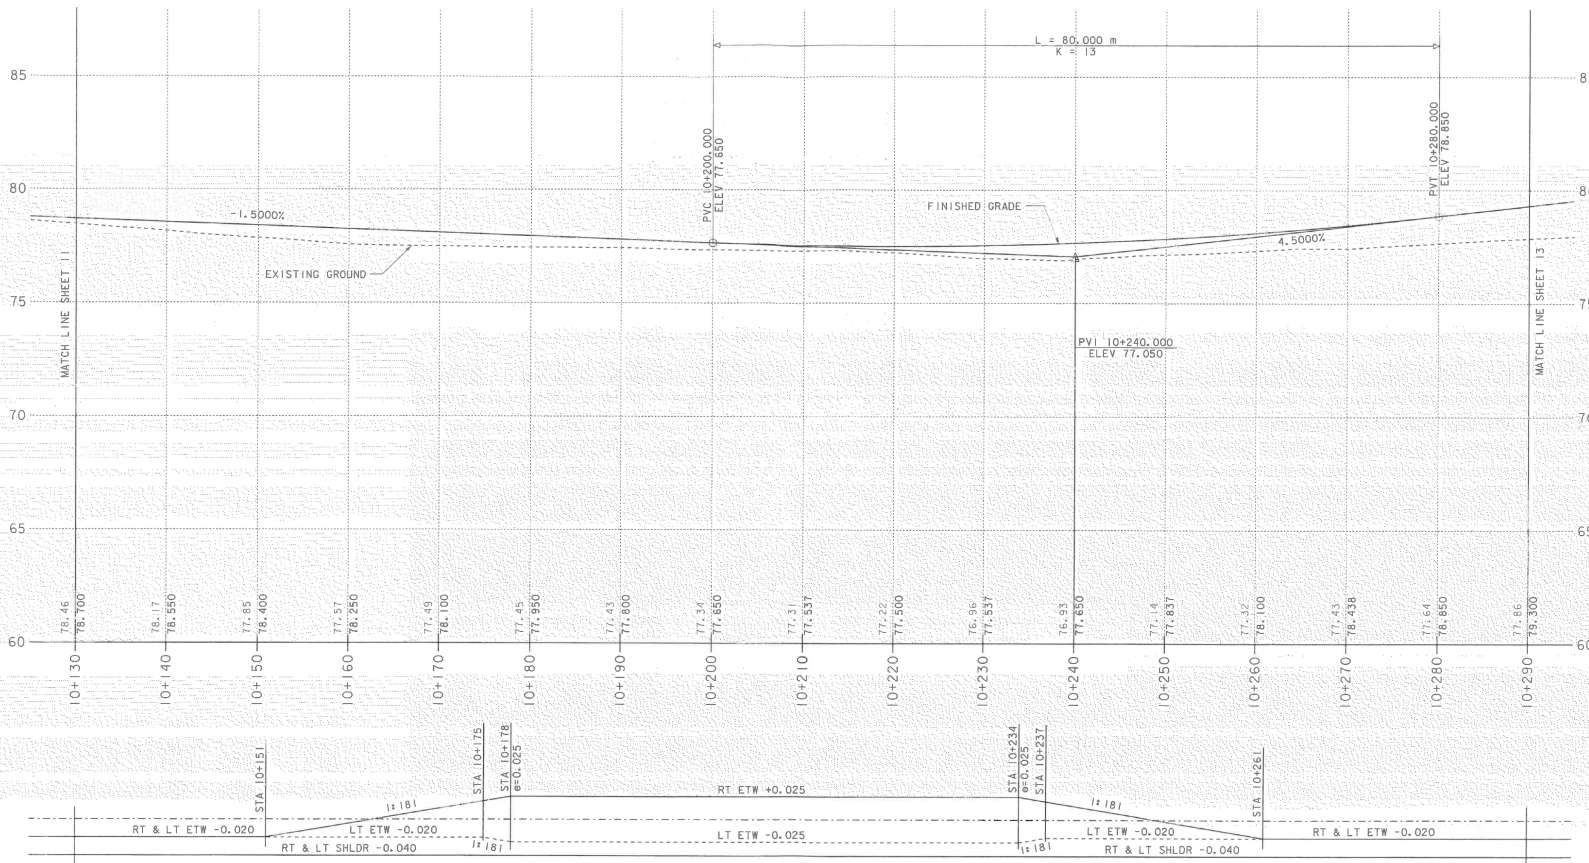 L = 80.000 m
K = 13
85
8
PVC 10+200.000
ELEV 77.650
PVT 10+280.000
ELEV 78.850
80
80
-1.5000%
FINISHED GRADE
4.5000%
EXISTING GROUND
MATCH LINE SHEET 11
MATCH LINE SHEET 13
75
75
PVI 10+240.000
ELEV 77.050
70
70
65
65
78.46 78.700
78.17 78.550
77.85 78.400
77.57 78.250
77.49 78.100
77.45 77.950
77.43 77.800
77.34 77.650
77.31 77.537
77.22 77.500
76.96 77.537
76.93 77.650
77.14 77.837
77.32 78.100
77.43 78.438
77.64 78.850
77.86 79.300
60
60
10+130
10+140
10+150
10+160
10+170
10+180
10+190
10+200
10+210
10+220
10+230
10+240
10+250
10+260
10+270
10+280
10+290
STA 10+151
STA 10+175
STA 10+178
e=0.025
STA 10+234
e=0.025
STA 10+237
STA 10+261
RT ETW +0.025
1:181
1:181
RT & LT ETW -0.020
LT ETW -0.020
LT ETW -0.025
LT ETW -0.020
RT & LT ETW -0.020
RT & LT SHLDR -0.040
1:181
1:181
RT & LT SHLDR -0.040